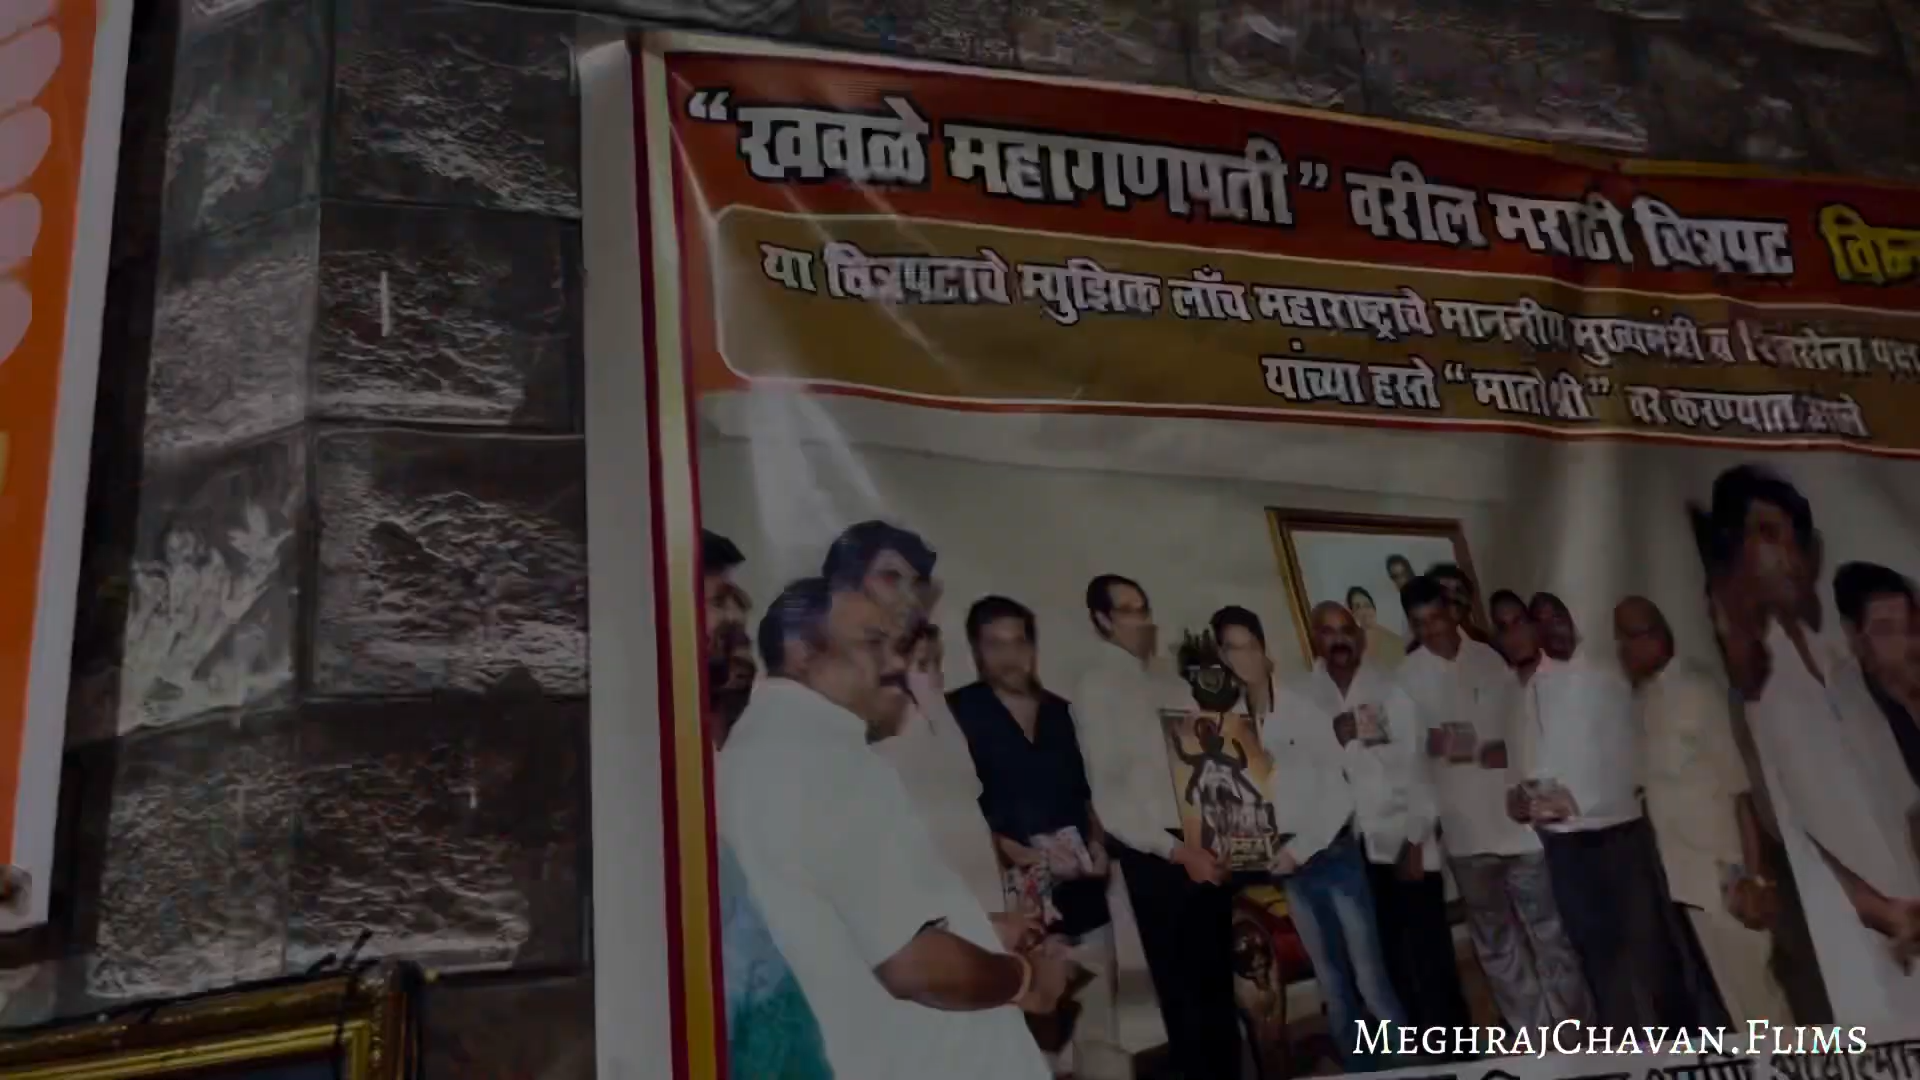 “खवळे महागणपती” वरील मराठी चित्रपट
या चित्रपटाचे म्युझिक लाँच महाराष्ट्राचे माननीय मुख्यमंत्री व शिवसेना
यांच्या हस्ते “मातोश्री” वर करण्यात आले
MeghrajChavan.Flims